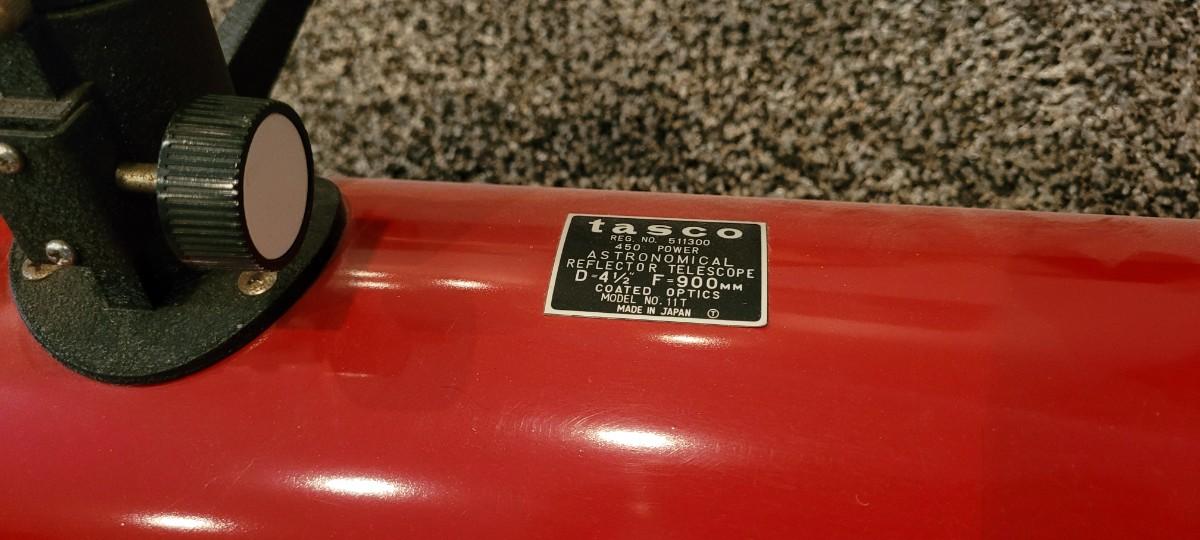 tasco
REG. NO. 511300
450 POWER
ASTRONOMICAL
REFLECTOR TELESCOPE
D=4½" F=900MM
COATED OPTICS
MODEL NO. 11T
MADE IN JAPAN Ⓣ